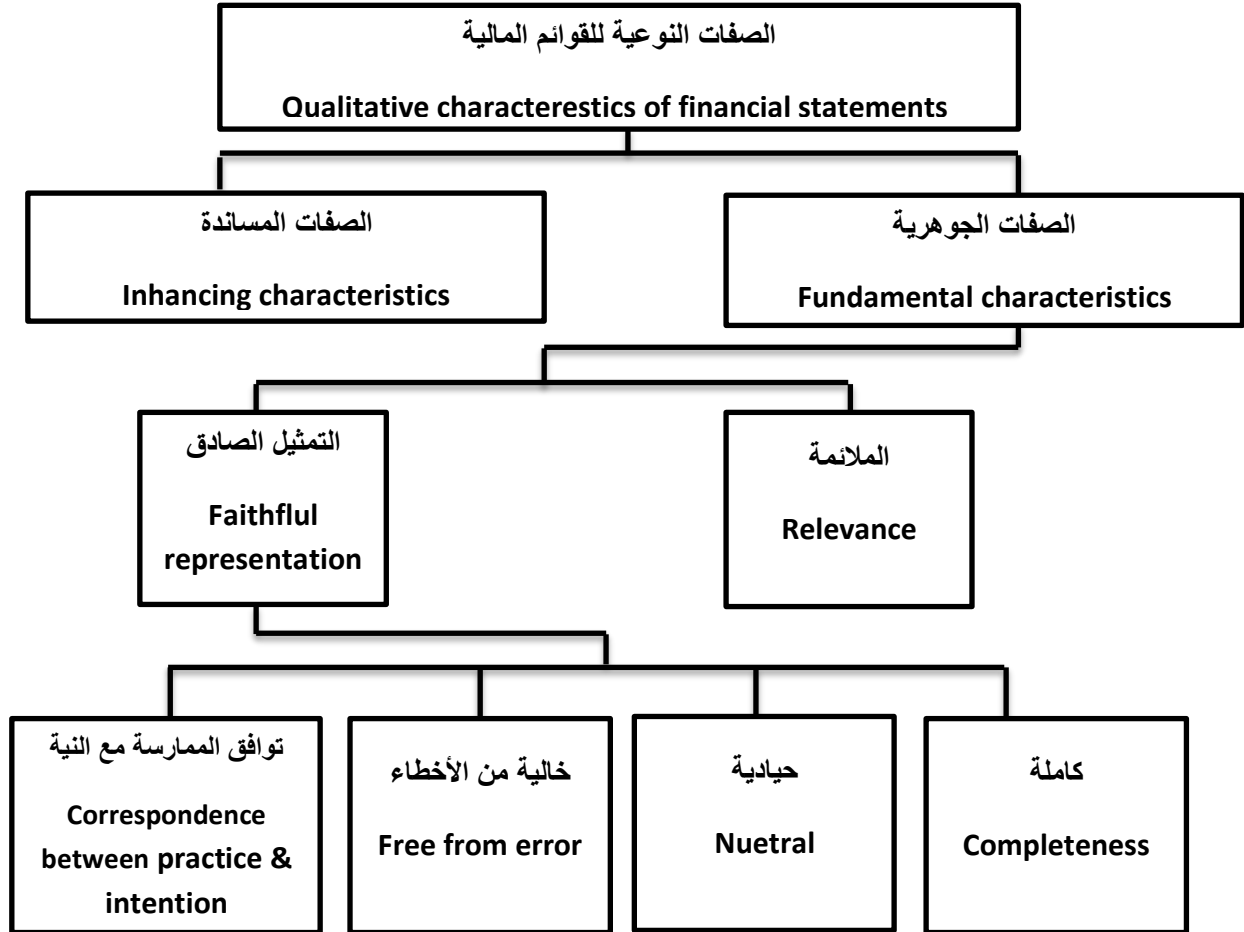 الصفات النوعية للقوائم المالية
Qualitative characterestics of financial statements
الصفات المساندة
Inhancing characteristics
الصفات الجوهرية
Fundamental characteristics
التمثيل الصادق
Faithflul
representation
الملائمة
Relevance
توافق الممارسة مع النية
Correspondence
between practice &
intention
خالية من الأخطاء
Free from error
حيادية
Nuetral
كاملة
Completeness